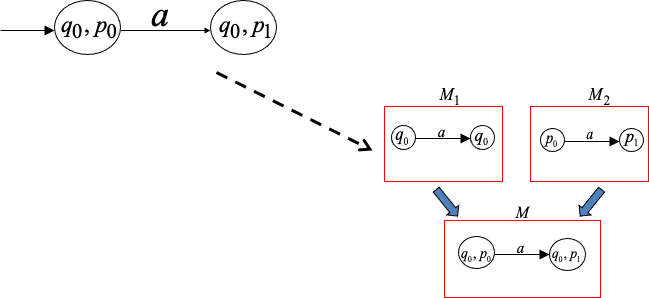 q₀, p₀ a q₀, p₁
M₁ M₂
q₀ a q₀ p₀ a p₁
M
q₀, p₀ a q₀, p₁